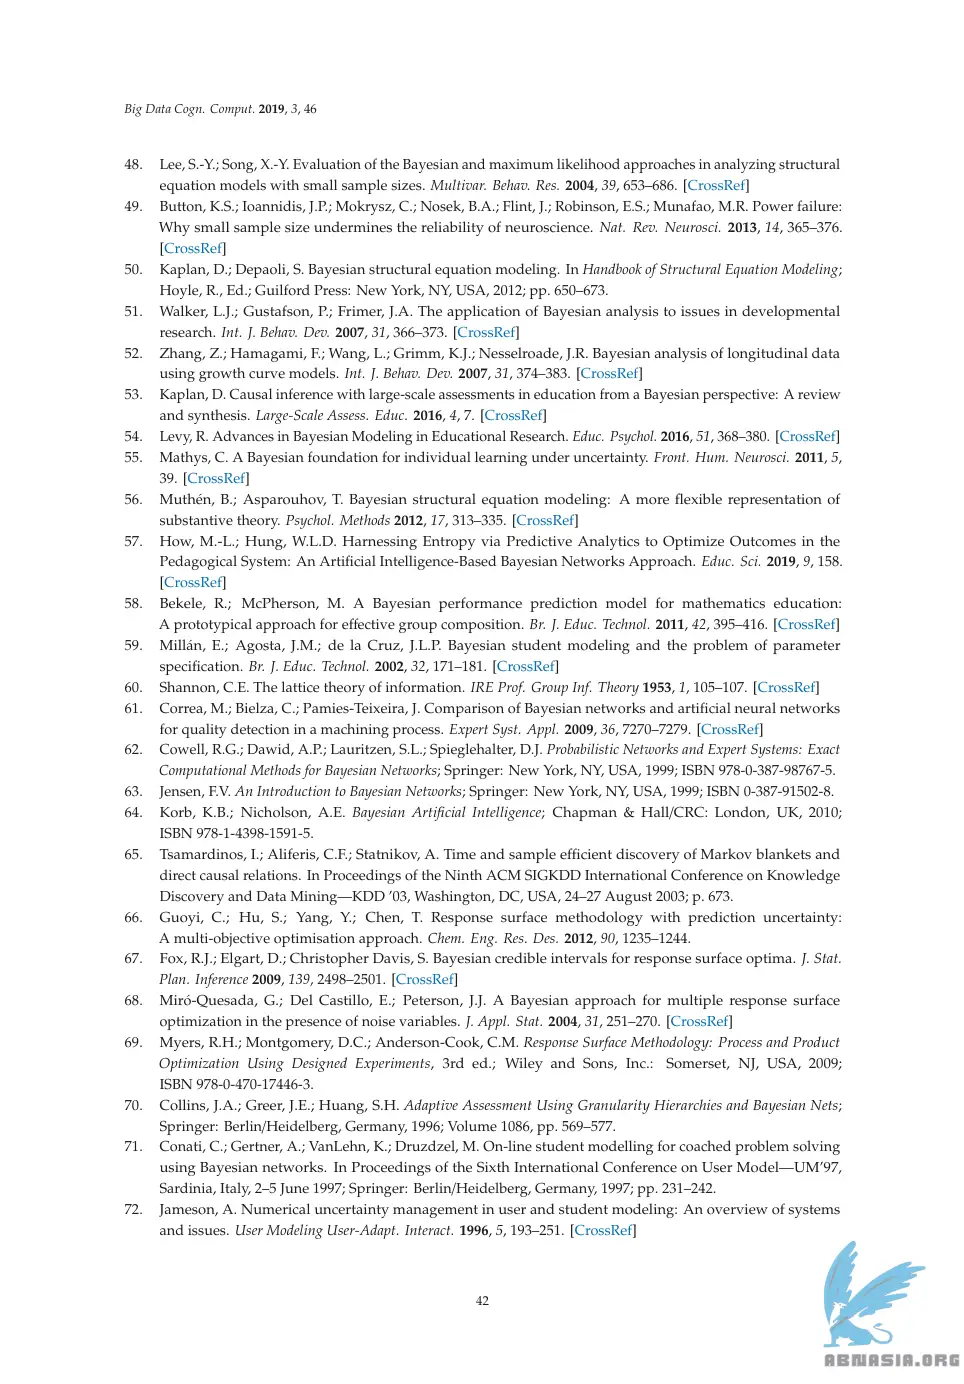 Big Data Cogn. Comput. 2019, 3, 46
48. Lee, S.-Y.; Song, X.-Y. Evaluation of the Bayesian and maximum likelihood approaches in analyzing structural
equation models with small sample sizes. Multivar. Behav. Res. 2004, 39, 653–686. [CrossRef]
49. Button, K.S.; Ioannidis, J.P.; Mokrysz, C.; Nosek, B.A.; Flint, J.; Robinson, E.S.; Munafao, M.R. Power failure:
Why small sample size undermines the reliability of neuroscience. Nat. Rev. Neurosci. 2013, 14, 365–376.
[CrossRef]
50. Kaplan, D.; Depaoli, S. Bayesian structural equation modeling. In Handbook of Structural Equation Modeling;
Hoyle, R., Ed.; Guilford Press: New York, NY, USA, 2012; pp. 650–673.
51. Walker, L.J.; Gustafson, P.; Frimer, J.A. The application of Bayesian analysis to issues in developmental
research. Int. J. Behav. Dev. 2007, 31, 366–373. [CrossRef]
52. Zhang, Z.; Hamagami, F.; Wang, L.; Grimm, K.J.; Nesselroade, J.R. Bayesian analysis of longitudinal data
using growth curve models. Int. J. Behav. Dev. 2007, 31, 374–383. [CrossRef]
53. Kaplan, D. Causal inference with large-scale assessments in education from a Bayesian perspective: A review
and synthesis. Large-Scale Assess. Educ. 2016, 4, 7. [CrossRef]
54. Levy, R. Advances in Bayesian Modeling in Educational Research. Educ. Psychol. 2016, 51, 368–380. [CrossRef]
55. Mathys, C. A Bayesian foundation for individual learning under uncertainty. Front. Hum. Neurosci. 2011, 5,
39. [CrossRef]
56. Muthén, B.; Asparouhov, T. Bayesian structural equation modeling: A more flexible representation of
substantive theory. Psychol. Methods 2012, 17, 313–335. [CrossRef]
57. How, M.-L.; Hung, W.L.D. Harnessing Entropy via Predictive Analytics to Optimize Outcomes in the
Pedagogical System: An Artificial Intelligence-Based Bayesian Networks Approach. Educ. Sci. 2019, 9, 158.
[CrossRef]
58. Bekele, R.; McPherson, M. A Bayesian performance prediction model for mathematics education:
A prototypical approach for effective group composition. Br. J. Educ. Technol. 2011, 42, 395–416. [CrossRef]
59. Millán, E.; Agosta, J.M.; de la Cruz, J.L.P. Bayesian student modeling and the problem of parameter
specification. Br. J. Educ. Technol. 2002, 32, 171–181. [CrossRef]
60. Shannon, C.E. The lattice theory of information. IRE Prof. Group Inf. Theory 1953, 1, 105–107. [CrossRef]
61. Correa, M.; Bielza, C.; Pamies-Teixeira, J. Comparison of Bayesian networks and artificial neural networks
for quality detection in a machining process. Expert Syst. Appl. 2009, 36, 7270–7279. [CrossRef]
62. Cowell, R.G.; Dawid, A.P.; Lauritzen, S.L.; Spieglehalter, D.J. Probabilistic Networks and Expert Systems: Exact
Computational Methods for Bayesian Networks; Springer: New York, NY, USA, 1999; ISBN 978-0-387-98767-5.
63. Jensen, F.V. An Introduction to Bayesian Networks; Springer: New York, NY, USA, 1999; ISBN 0-387-91502-8.
64. Korb, K.B.; Nicholson, A.E. Bayesian Artificial Intelligence; Chapman & Hall/CRC: London, UK, 2010;
ISBN 978-1-4398-1591-5.
65. Tsamardinos, I.; Aliferis, C.F.; Statnikov, A. Time and sample efficient discovery of Markov blankets and
direct causal relations. In Proceedings of the Ninth ACM SIGKDD International Conference on Knowledge
Discovery and Data Mining—KDD ’03, Washington, DC, USA, 24–27 August 2003; p. 673.
66. Guoyi, C.; Hu, S.; Yang, Y.; Chen, T. Response surface methodology with prediction uncertainty:
A multi-objective optimisation approach. Chem. Eng. Res. Des. 2012, 90, 1235–1244.
67. Fox, R.J.; Elgart, D.; Christopher Davis, S. Bayesian credible intervals for response surface optima. J. Stat.
Plan. Inference 2009, 139, 2498–2501. [CrossRef]
68. Miró-Quesada, G.; Del Castillo, E.; Peterson, J.J. A Bayesian approach for multiple response surface
optimization in the presence of noise variables. J. Appl. Stat. 2004, 31, 251–270. [CrossRef]
69. Myers, R.H.; Montgomery, D.C.; Anderson-Cook, C.M. Response Surface Methodology: Process and Product
Optimization Using Designed Experiments, 3rd ed.; Wiley and Sons, Inc.: Somerset, NJ, USA, 2009;
ISBN 978-0-470-17446-3.
70. Collins, J.A.; Greer, J.E.; Huang, S.H. Adaptive Assessment Using Granularity Hierarchies and Bayesian Nets;
Springer: Berlin/Heidelberg, Germany, 1996; Volume 1086, pp. 569–577.
71. Conati, C.; Gertner, A.; VanLehn, K.; Druzdzel, M. On-line student modelling for coached problem solving
using Bayesian networks. In Proceedings of the Sixth International Conference on User Model—UM’97,
Sardinia, Italy, 2–5 June 1997; Springer: Berlin/Heidelberg, Germany, 1997; pp. 231–242.
72. Jameson, A. Numerical uncertainty management in user and student modeling: An overview of systems
and issues. User Modeling User-Adapt. Interact. 1996, 5, 193–251. [CrossRef]
42
ABNASIA.ORG